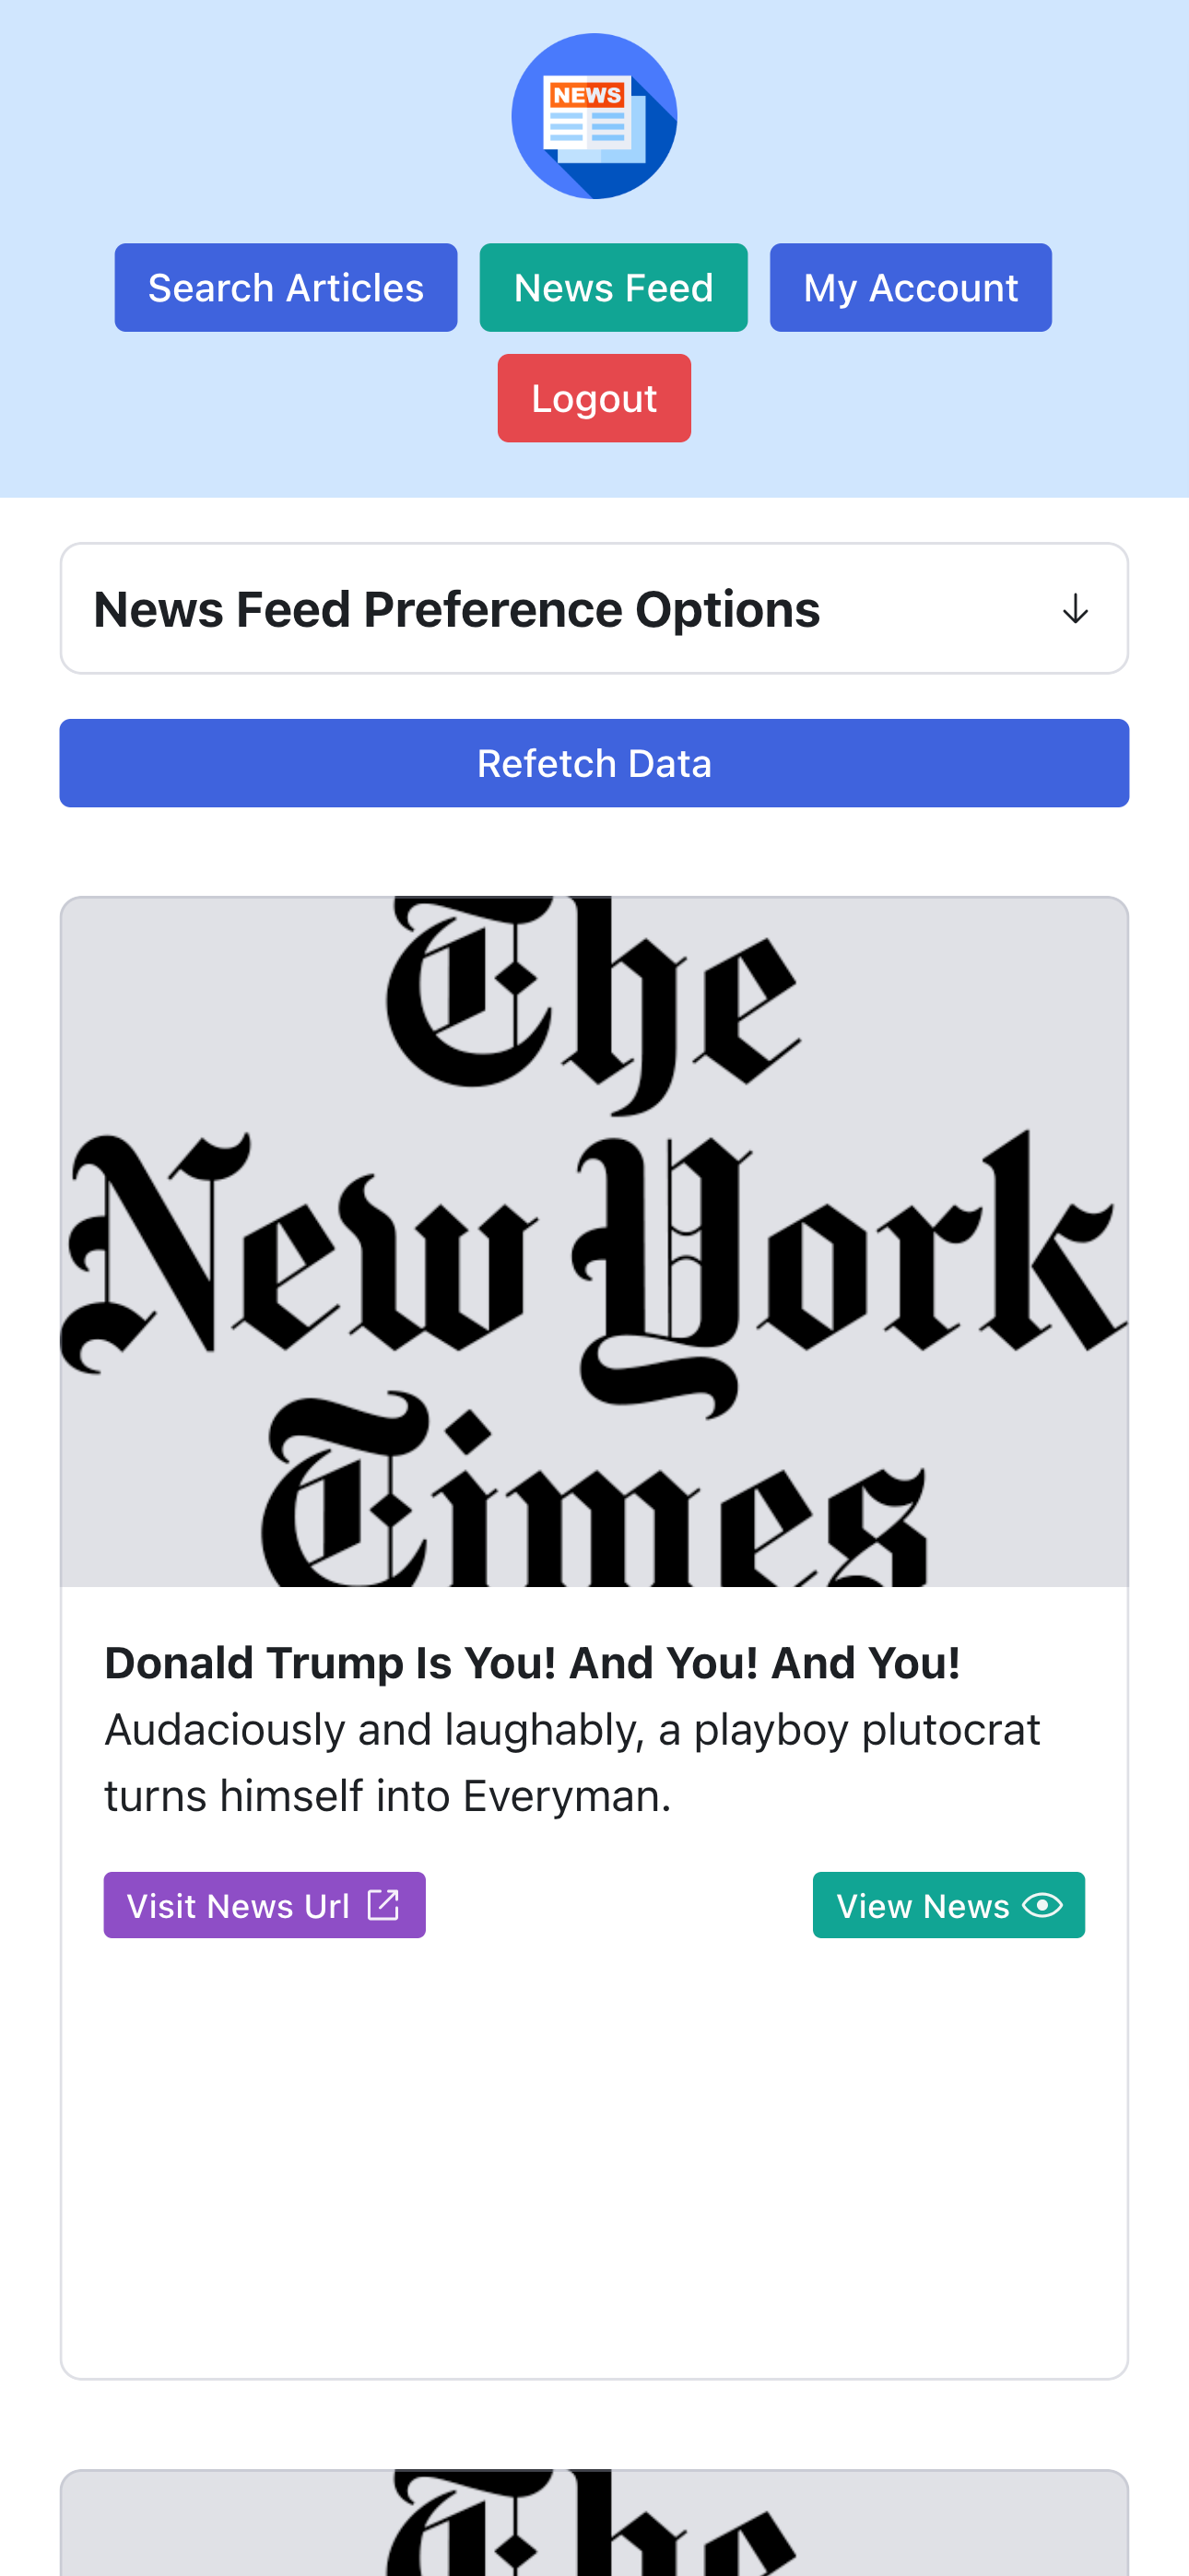 NEWS
Search Articles
News Feed
My Account
Logout
News Feed Preference Options
Refetch Data
The
New York
Times
Donald Trump Is You! And You! And You!
Audaciously and laughably, a playboy plutocrat
turns himself into Everyman.
Visit News Url
View News
The